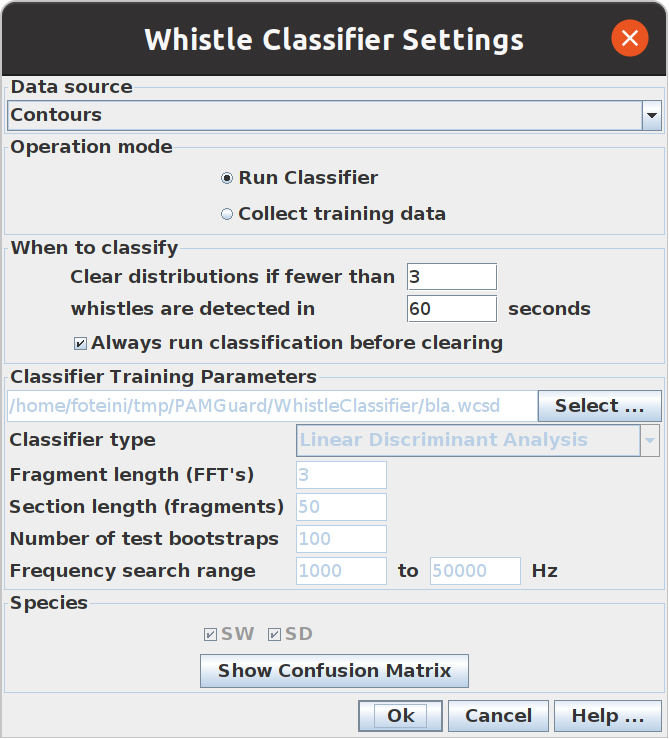 Whistle Classifier Settings
Data source
Contours
Operation mode
Run Classifier
Collect training data
When to classify
Clear distributions if fewer than 3
whistles are detected in 60 seconds
Always run classification before clearing
Classifier Training Parameters
/home/foteini/tmp/PAMGuard/WhistleClassifier/bla.wcsd Select ...
Classifier type Linear Discriminant Analysis
Fragment length (FFT's) 3
Section length (fragments) 50
Number of test bootstraps 100
Frequency search range 1000 to 50000 Hz
Species
SW SD
Show Confusion Matrix
Ok Cancel Help ...